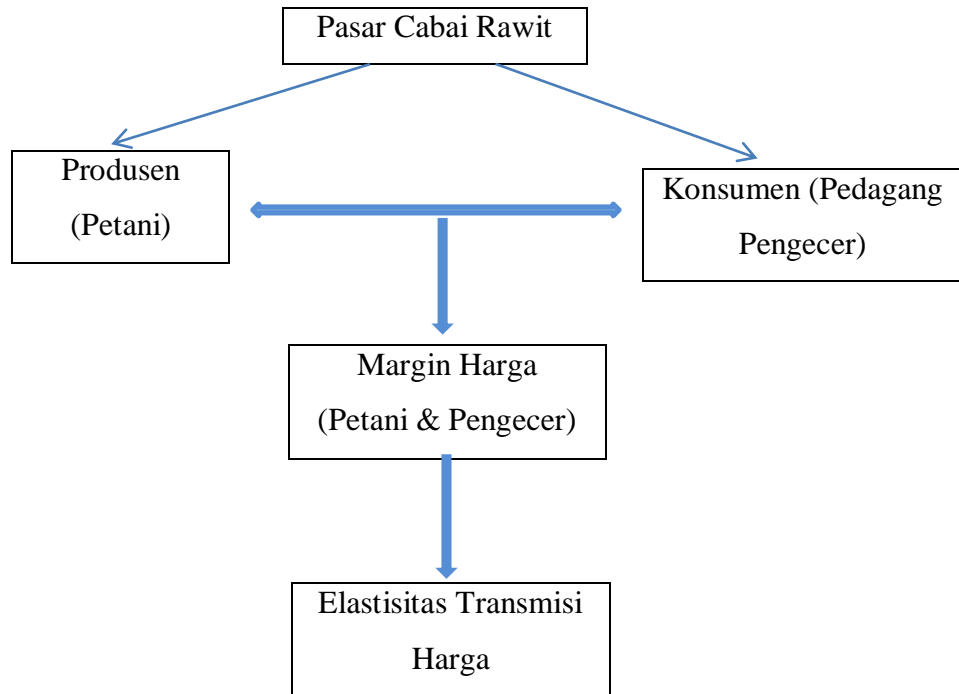 Pasar Cabai Rawit
Produsen
(Petani)
Konsumen (Pedagang
Pengecer)
Margin Harga
(Petani & Pengecer)
Elastisitas Transmisi
Harga